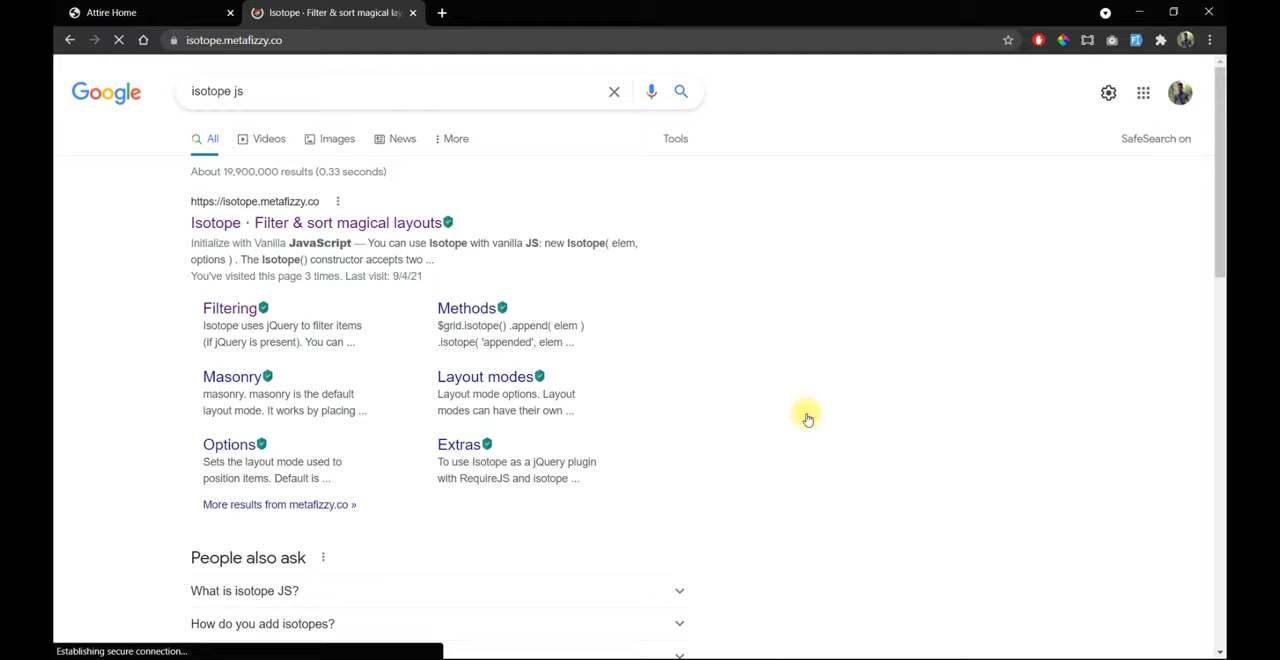 Attire Home
Isotope · Filter & sort magical lay
isotope.metafizzy.co
Google
isotope js
All
Videos
Images
News
More
Tools
SafeSearch on
About 19,900,000 results (0.33 seconds)
https://isotope.metafizzy.co
Isotope · Filter & sort magical layouts
Initialize with Vanilla JavaScript — You can use Isotope with vanilla JS: new Isotope( elem,
options ) . The Isotope() constructor accepts two ...
You've visited this page 3 times. Last visit: 9/4/21
Filtering
Isotope uses jQuery to filter items
(if jQuery is present). You can ...
Methods
$grid.isotope() .append( elem )
.isotope( 'appended', elem ...
Masonry
masonry. masonry is the default
layout mode. It works by placing ...
Layout modes
Layout mode options. Layout
modes can have their own ...
Options
Sets the layout mode used to
position items. Default is ...
Extras
To use Isotope as a jQuery plugin
with RequireJS and isotope ...
More results from metafizzy.co »
People also ask
What is isotope JS?
How do you add isotopes?
Establishing secure connection...